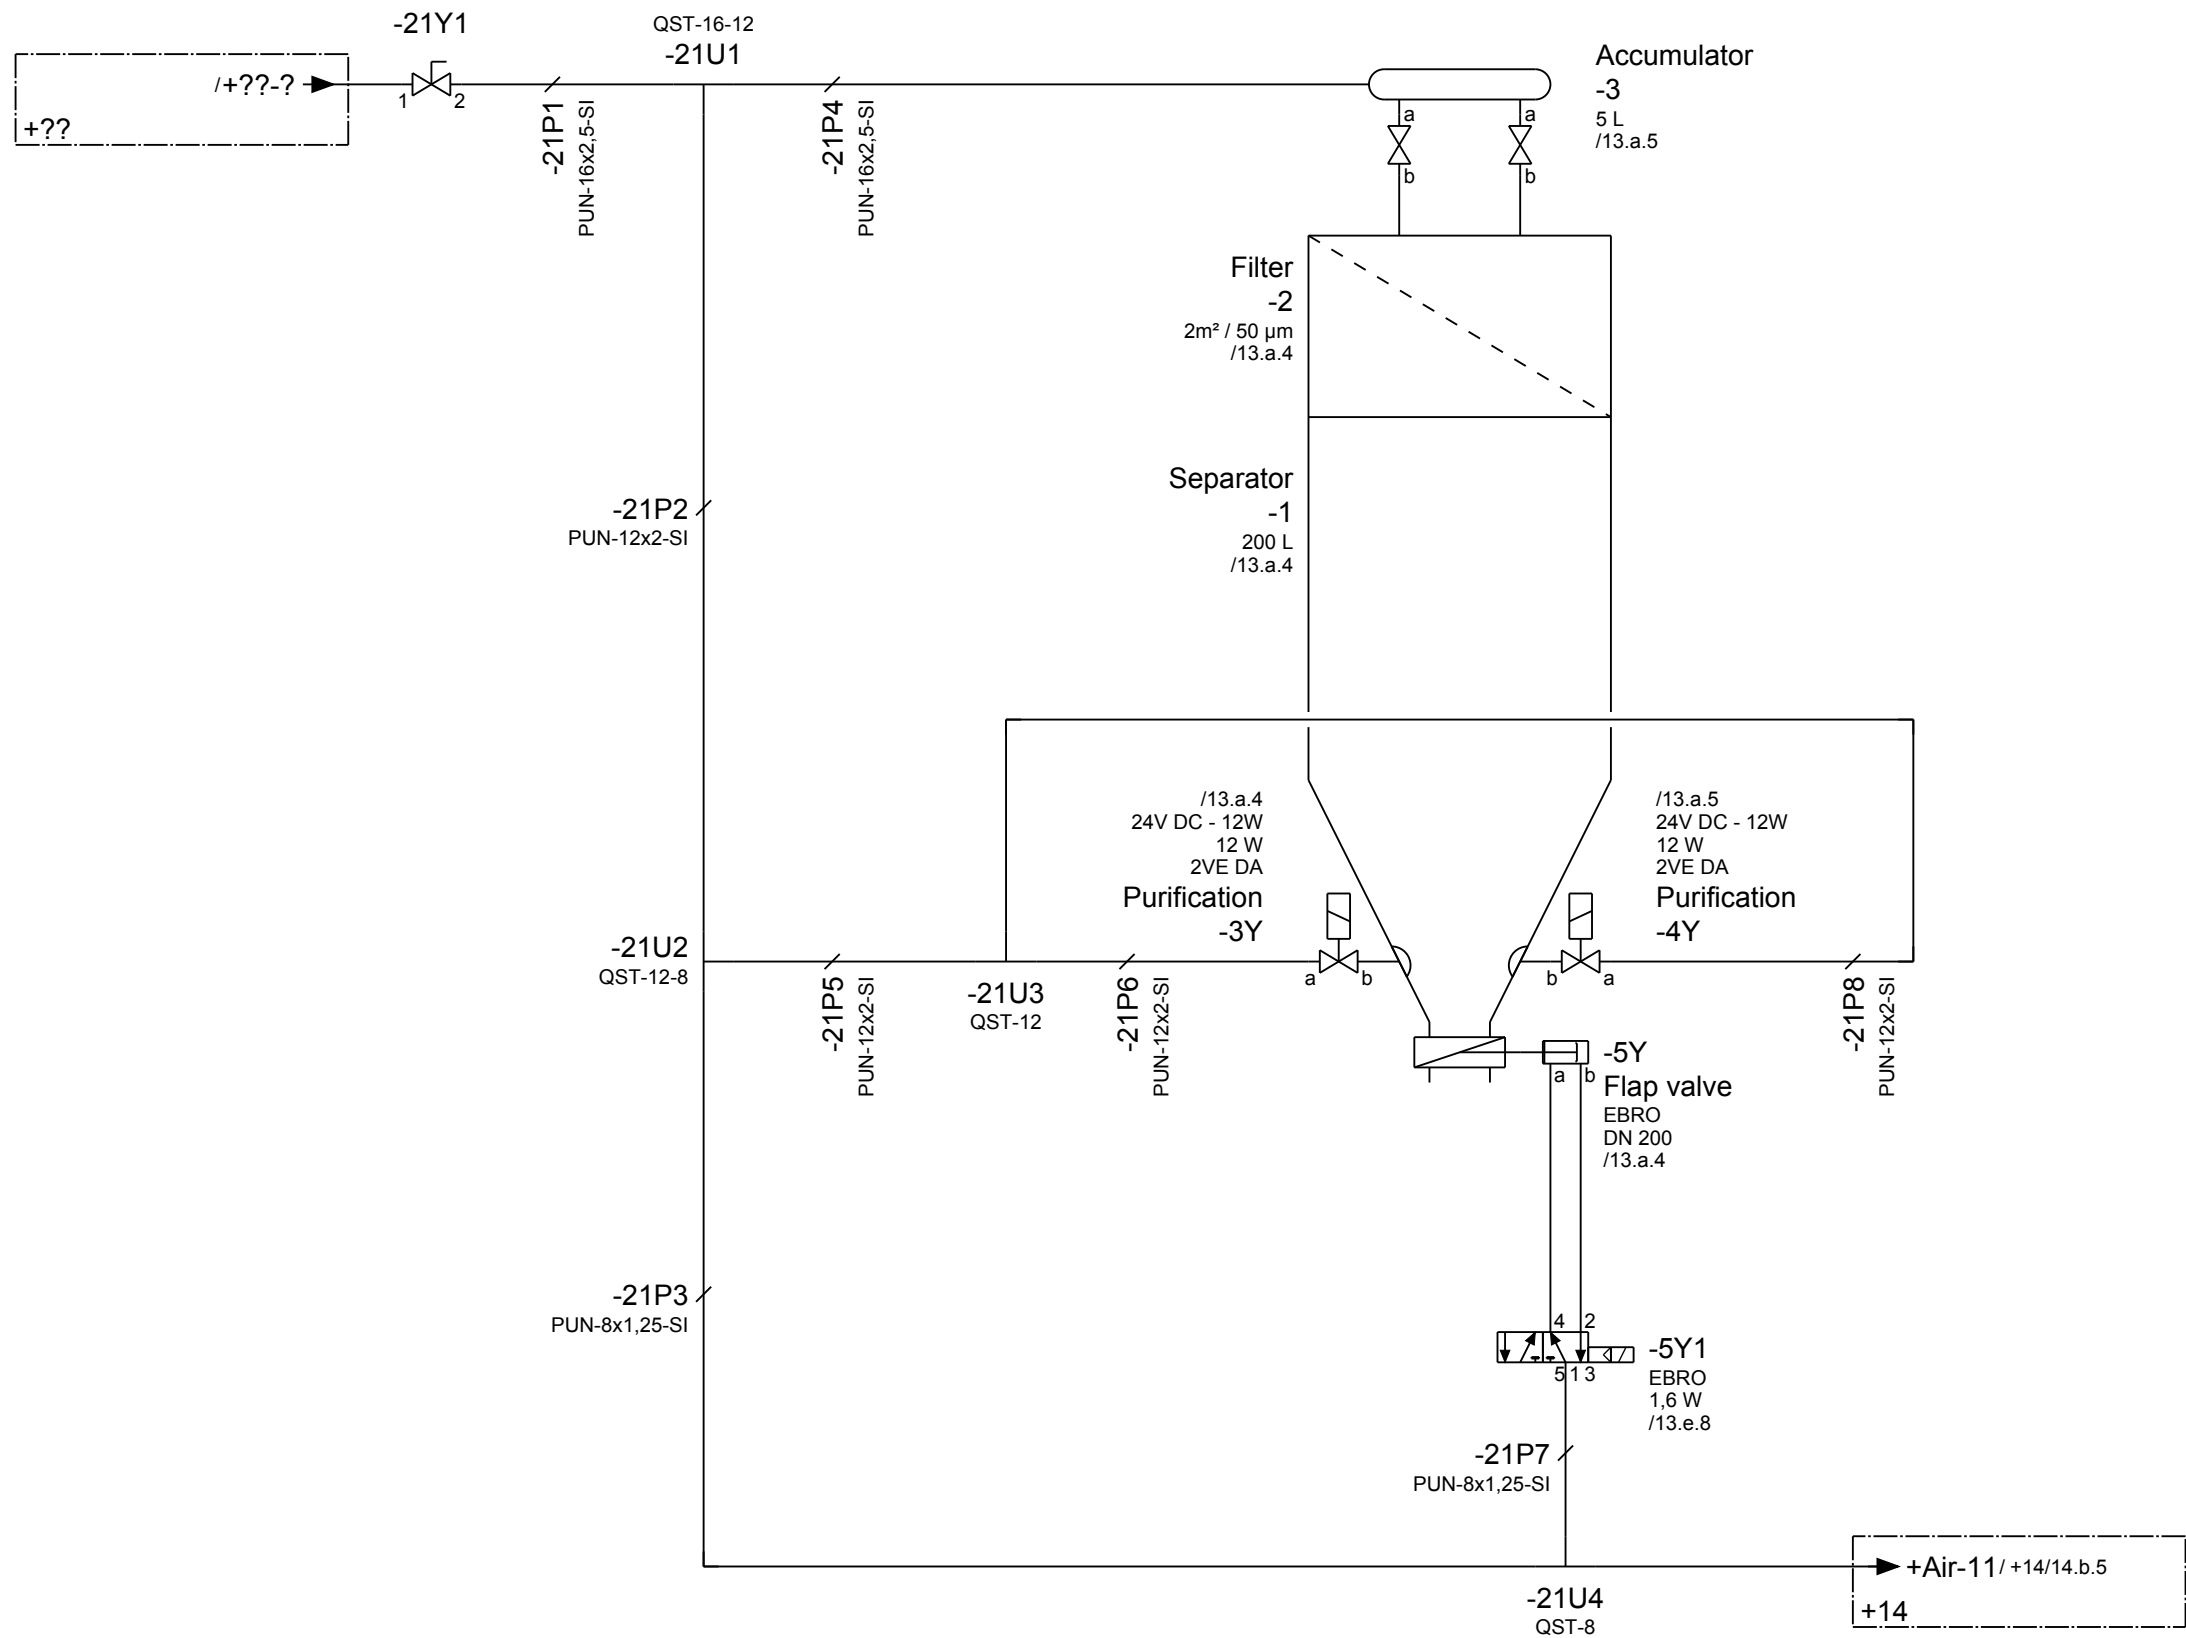 -21Y1
QST-16-12
-21U1
/+??-?
+??
1
2
-21P1
PUN-16x2,5-SI
-21P4
PUN-16x2,5-SI
Accumulator
-3
5 L
/13.a.5
a
a
b
b
Filter
-2
2m² / 50 µm
/13.a.4
Separator
-1
200 L
/13.a.4
-21P2
PUN-12x2-SI
/13.a.4
24V DC - 12W
12 W
2VE DA
Purification
-3Y
/13.a.5
24V DC - 12W
12 W
2VE DA
Purification
-4Y
-21U2
QST-12-8
-21P5
PUN-12x2-SI
-21U3
QST-12
-21P6
PUN-12x2-SI
a
b
b
a
-21P8
PUN-12x2-SI
-5Y
a
b
Flap valve
EBRO
DN 200
/13.a.4
-21P3
PUN-8x1,25-SI
4
2
5
1
3
-5Y1
EBRO
1,6 W
/13.e.8
-21P7
PUN-8x1,25-SI
+Air-11/ +14/14.b.5
+14
-21U4
QST-8